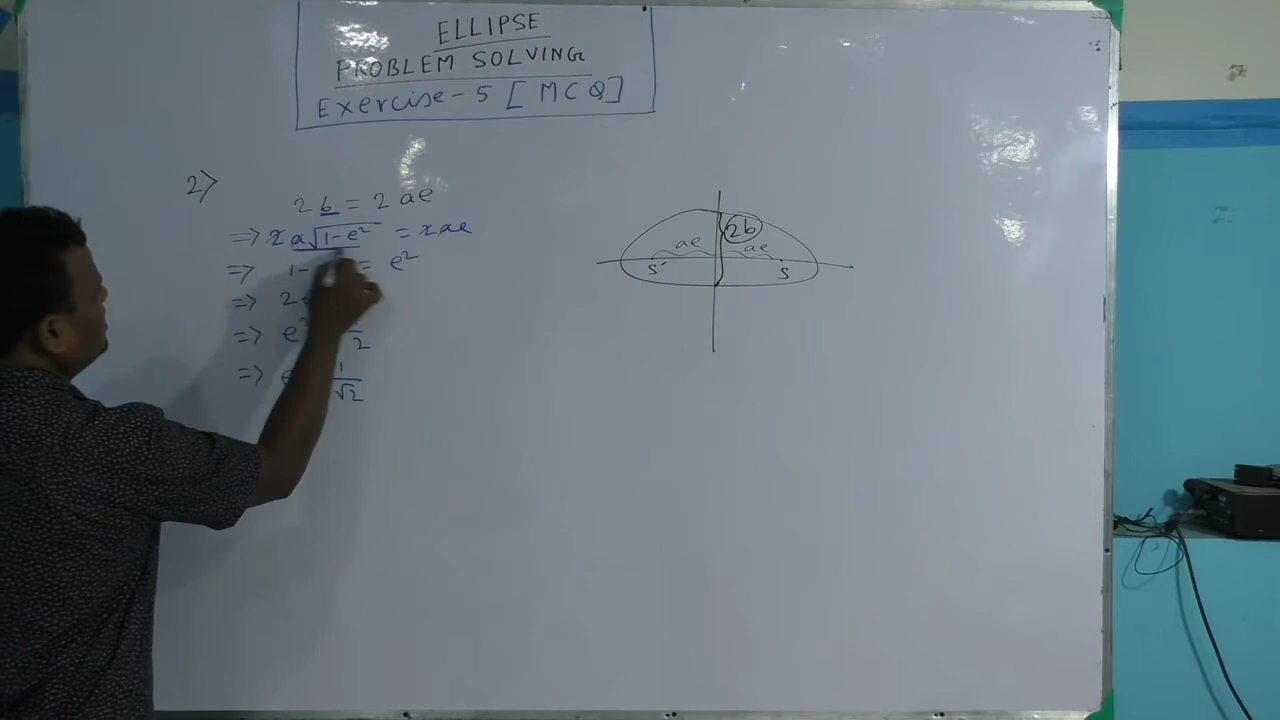 ELLIPSE
PROBLEM SOLVING
Exercise-5 [MCQ]
2>
2b = 2ae
=> 2a√1-e² = 2ae
=> 1- = e²
=> 2
=> e² 2
=> e 1/√2
2b
ae ae
S' S